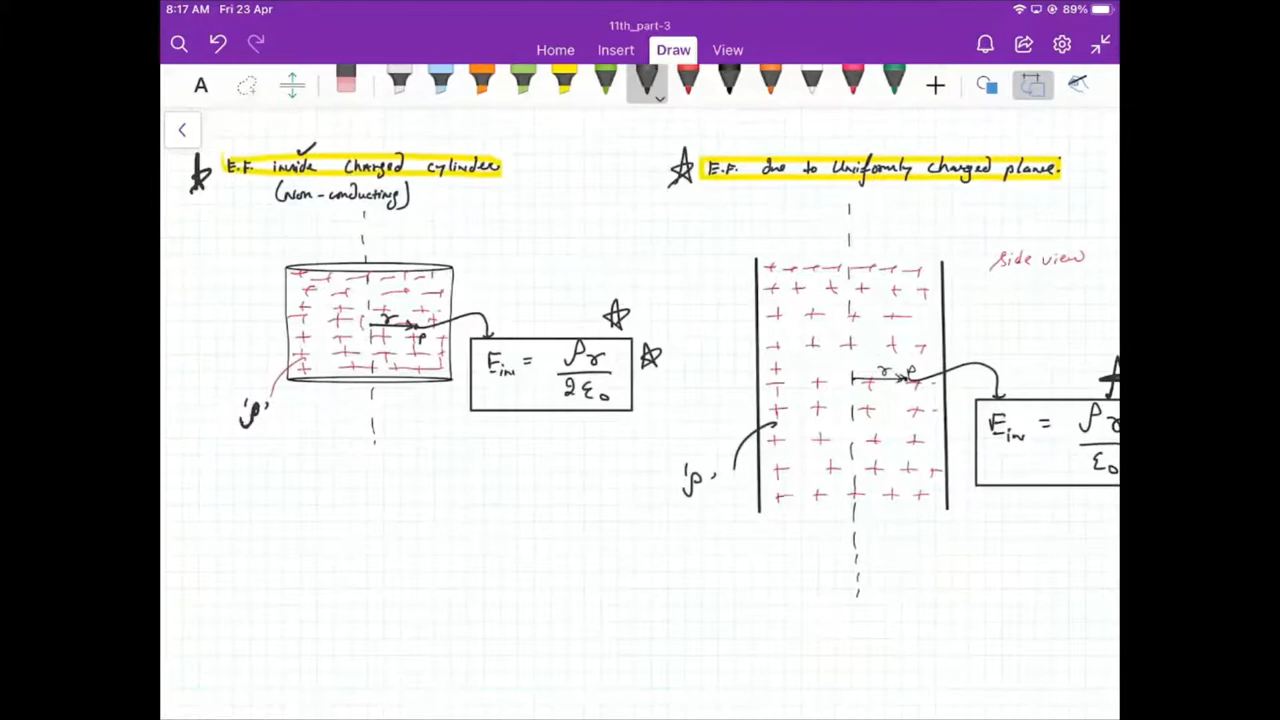 8:17 AM Fri 23 Apr
89%
11th_part-3
Home Insert Draw View
A
E.F. inside charged cylinder
(Non-conducting)
r
P
E_in = ρr / 2ε₀
'ρ'
E.F. due to Uniformly charged plane.
side view
r P
E_in = ρr / ε₀
'ρ'